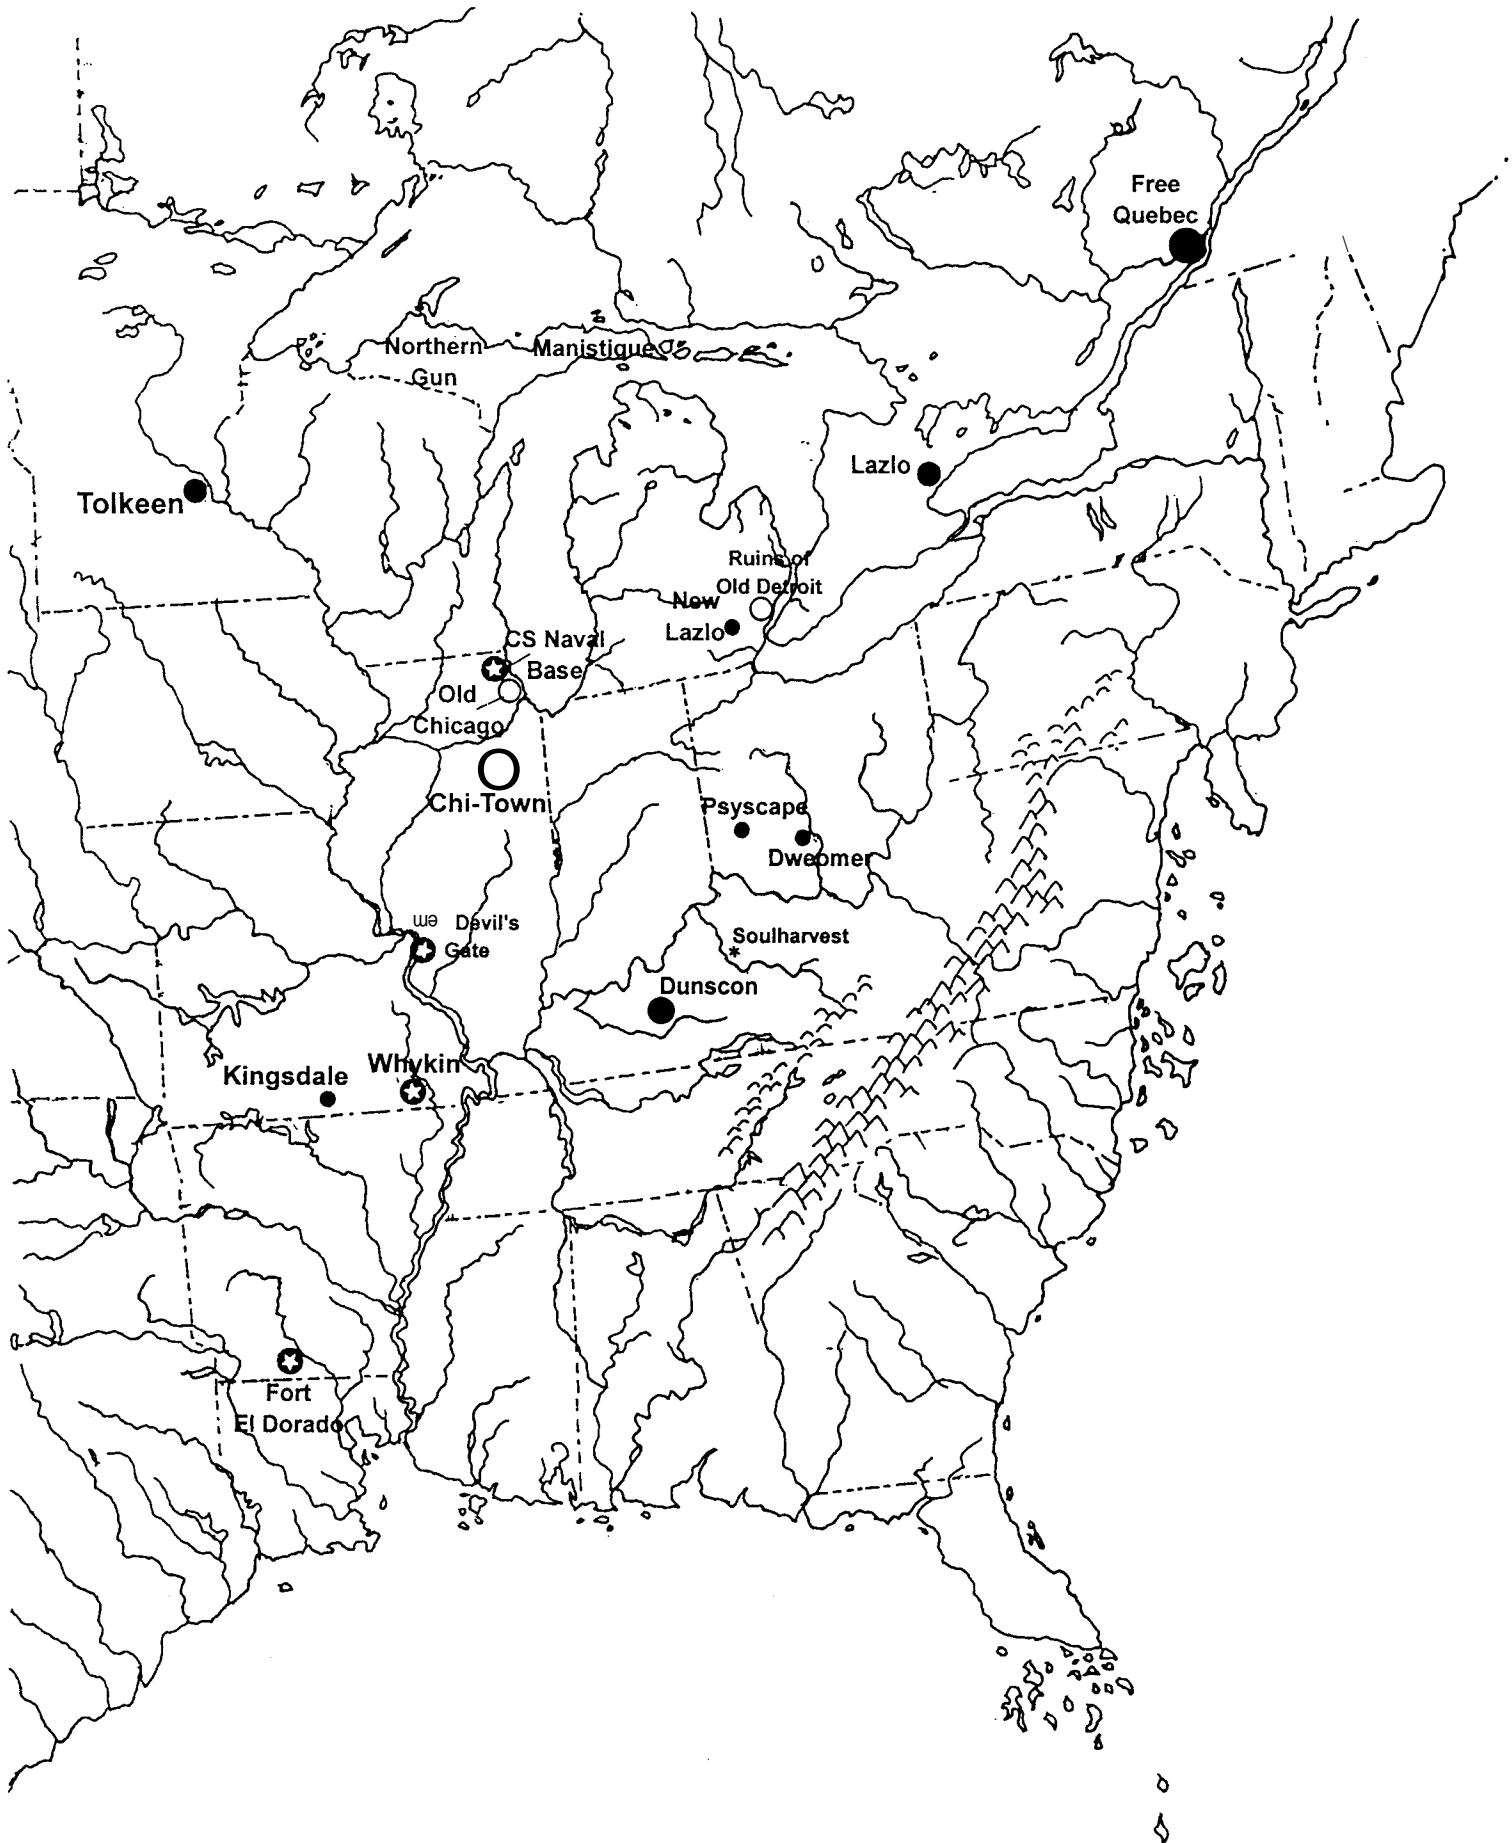 Free
Quebec
Northern
Gun
Manistique
Lazlo
Tolkeen
Ruins of
Old Detroit
New
Lazlo
CS Naval
Base
Old
Chicago
Chi-Town
Psyscape
Dweomer
Devil's
Gate
Soulharvest
Dunscon
Whykin
Kingsdale
Fort
El Dorado